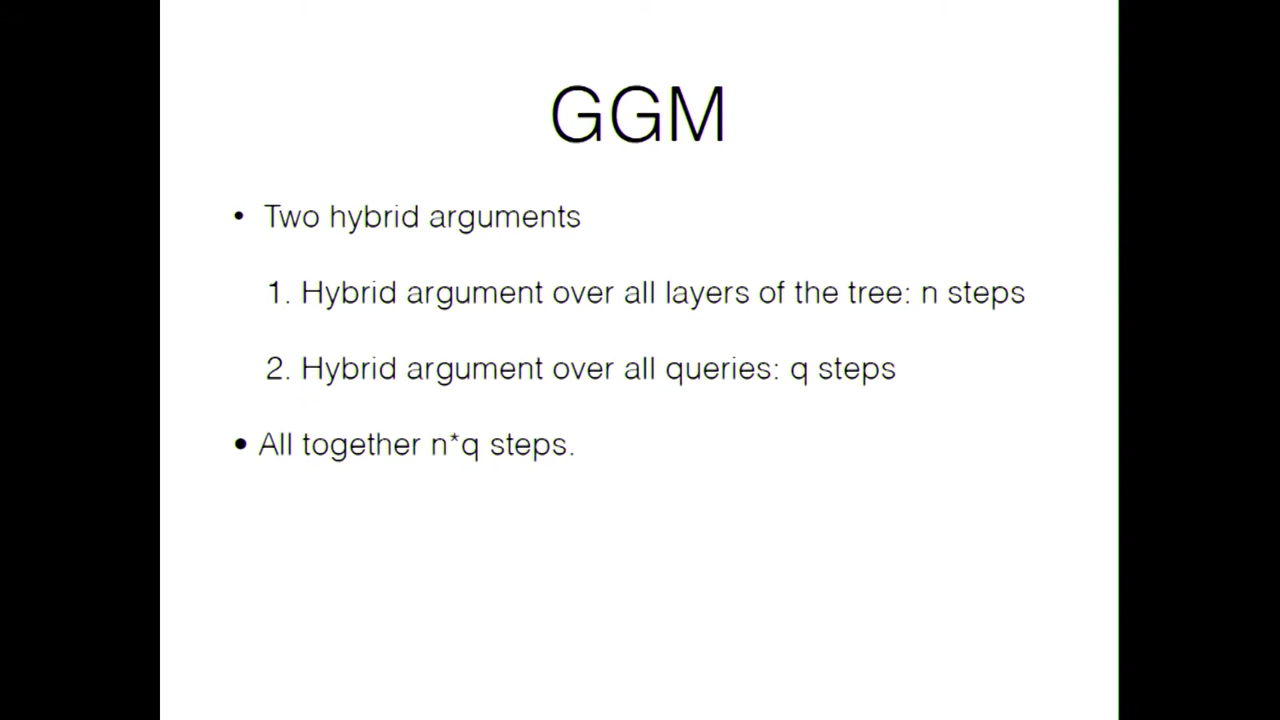 GGM
• Two hybrid arguments
1. Hybrid argument over all layers of the tree: n steps
2. Hybrid argument over all queries: q steps
• All together n*q steps.